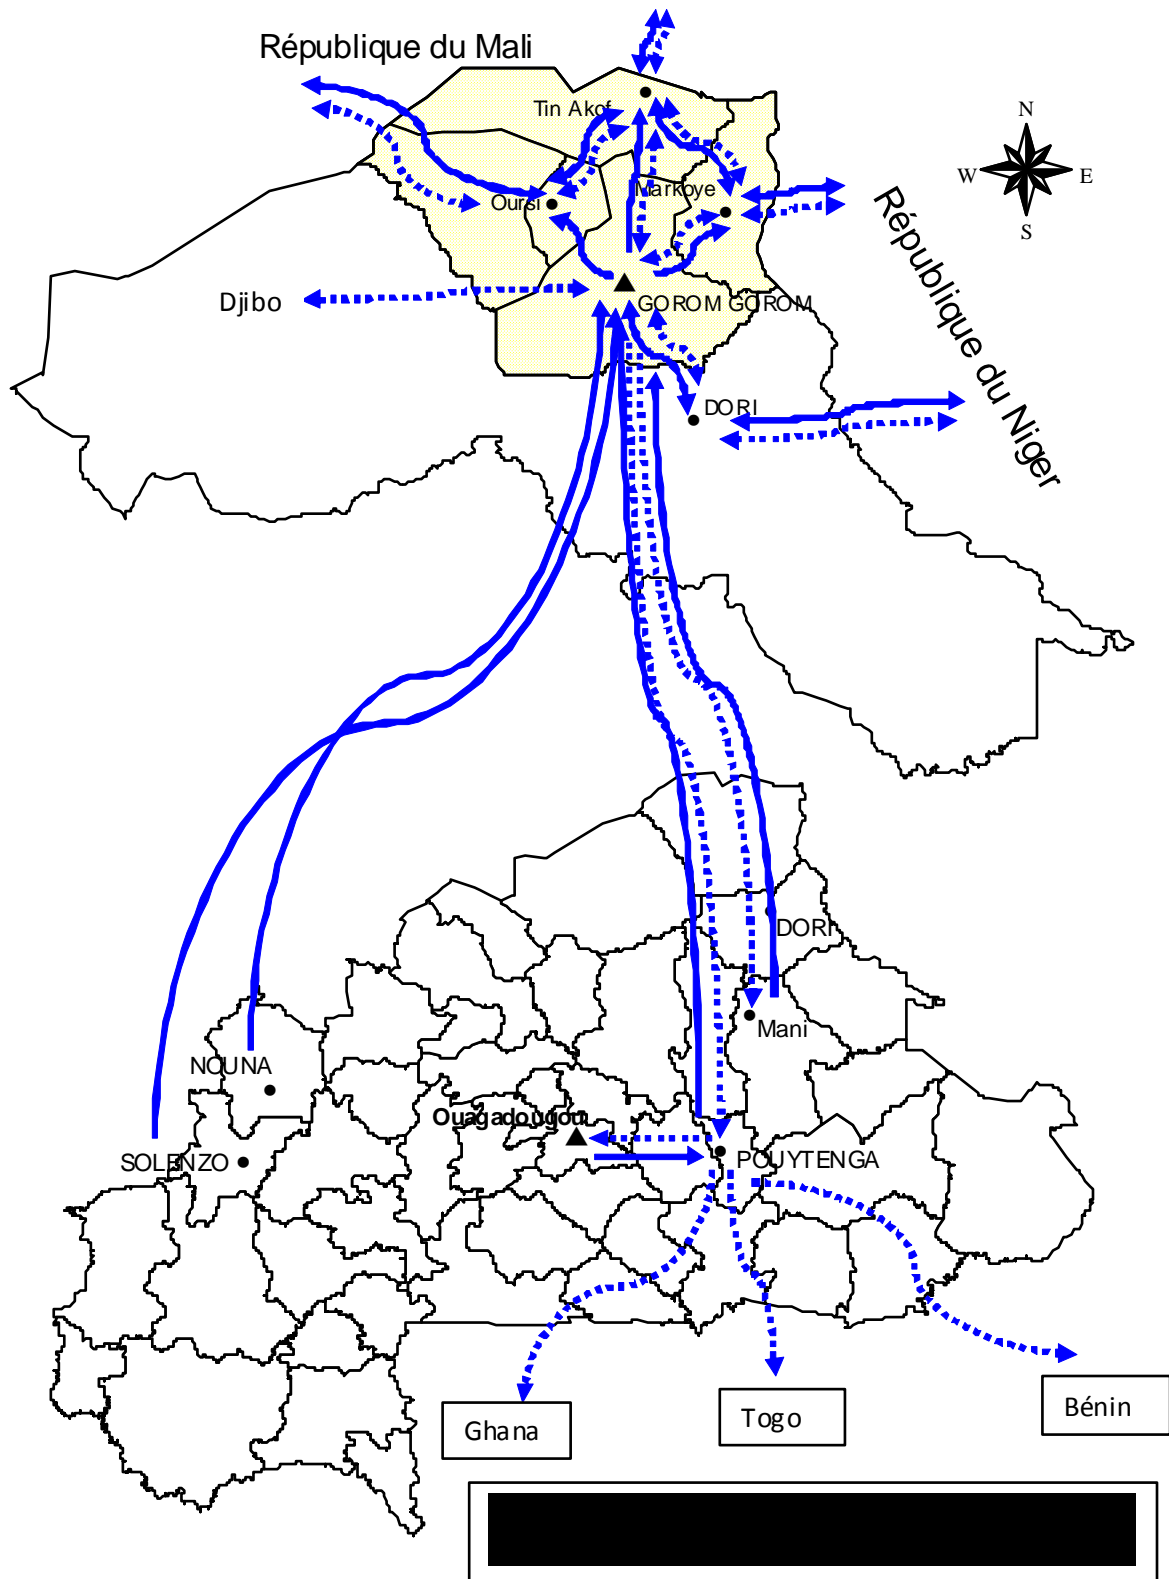 République du Mali
Tin Akof
N
W
E
S
Oursi
Markoye
République du Niger
Djibo
GOROM GOROM
DORI
DORI
Mani
NOUNA
Ouagadougou
SOLENZO
POUYTENGA
Ghana
Togo
Bénin